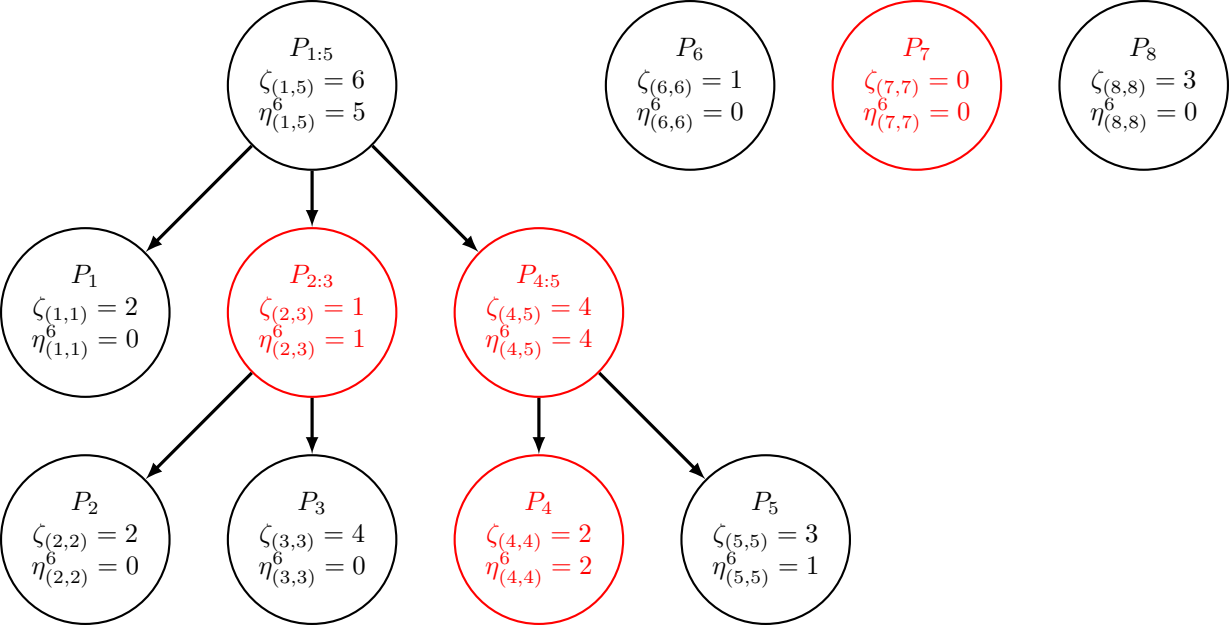 P_{1:5}
ζ_{(1,5)} = 6
η^6_{(1,5)} = 5
P_6
ζ_{(6,6)} = 1
η^6_{(6,6)} = 0
P_7
ζ_{(7,7)} = 0
η^6_{(7,7)} = 0
P_8
ζ_{(8,8)} = 3
η^6_{(8,8)} = 0
P_1
ζ_{(1,1)} = 2
η^6_{(1,1)} = 0
P_{2:3}
ζ_{(2,3)} = 1
η^6_{(2,3)} = 1
P_{4:5}
ζ_{(4,5)} = 4
η^6_{(4,5)} = 4
P_2
ζ_{(2,2)} = 2
η^6_{(2,2)} = 0
P_3
ζ_{(3,3)} = 4
η^6_{(3,3)} = 0
P_4
ζ_{(4,4)} = 2
η^6_{(4,4)} = 2
P_5
ζ_{(5,5)} = 3
η^6_{(5,5)} = 1